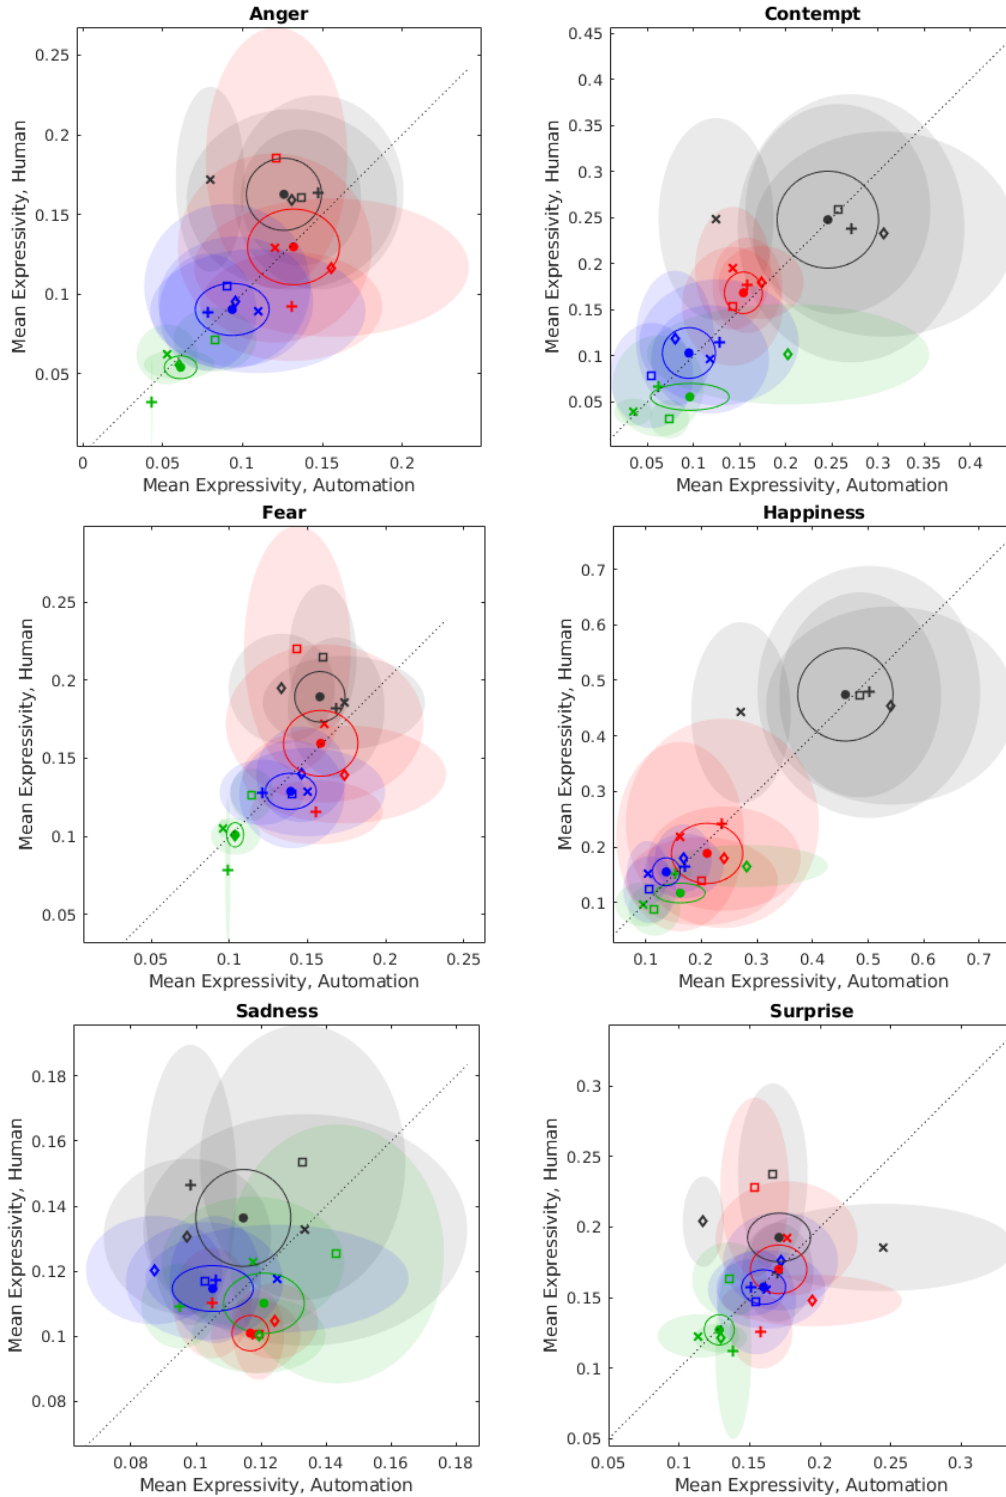 Anger
Mean Expressivity, Human
0.25
0.2
0.15
0.1
0.05
0 0.05 0.1 0.15 0.2
Mean Expressivity, Automation
Contempt
Mean Expressivity, Human
0.45
0.4
0.35
0.3
0.25
0.2
0.15
0.1
0.05
0.05 0.1 0.15 0.2 0.25 0.3 0.35 0.4
Mean Expressivity, Automation
Fear
Mean Expressivity, Human
0.25
0.2
0.15
0.1
0.05
0.05 0.1 0.15 0.2 0.25
Mean Expressivity, Automation
Happiness
Mean Expressivity, Human
0.7
0.6
0.5
0.4
0.3
0.2
0.1
0.1 0.2 0.3 0.4 0.5 0.6 0.7
Mean Expressivity, Automation
Sadness
Mean Expressivity, Human
0.18
0.16
0.14
0.12
0.1
0.08
0.08 0.1 0.12 0.14 0.16 0.18
Mean Expressivity, Automation
Surprise
Mean Expressivity, Human
0.3
0.25
0.2
0.15
0.1
0.05
0.05 0.1 0.15 0.2 0.25 0.3
Mean Expressivity, Automation